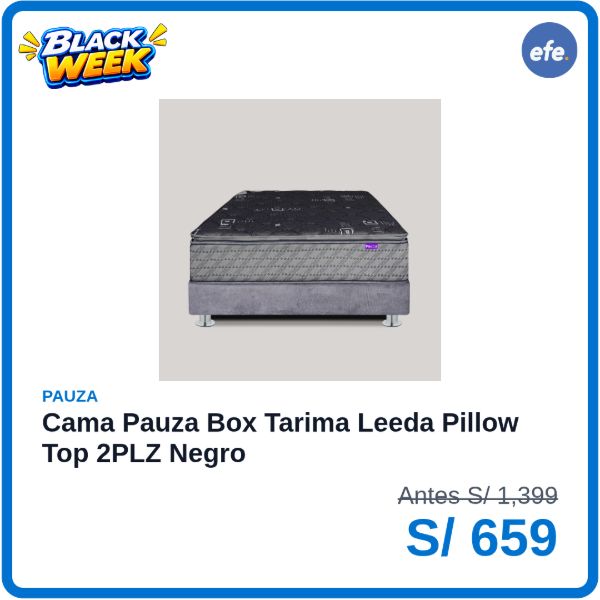 BLACK
WEEK
efe.
PAUZA
Cama Pauza Box Tarima Leeda Pillow
Top 2PLZ Negro
Antes S/ 1,399
S/ 659